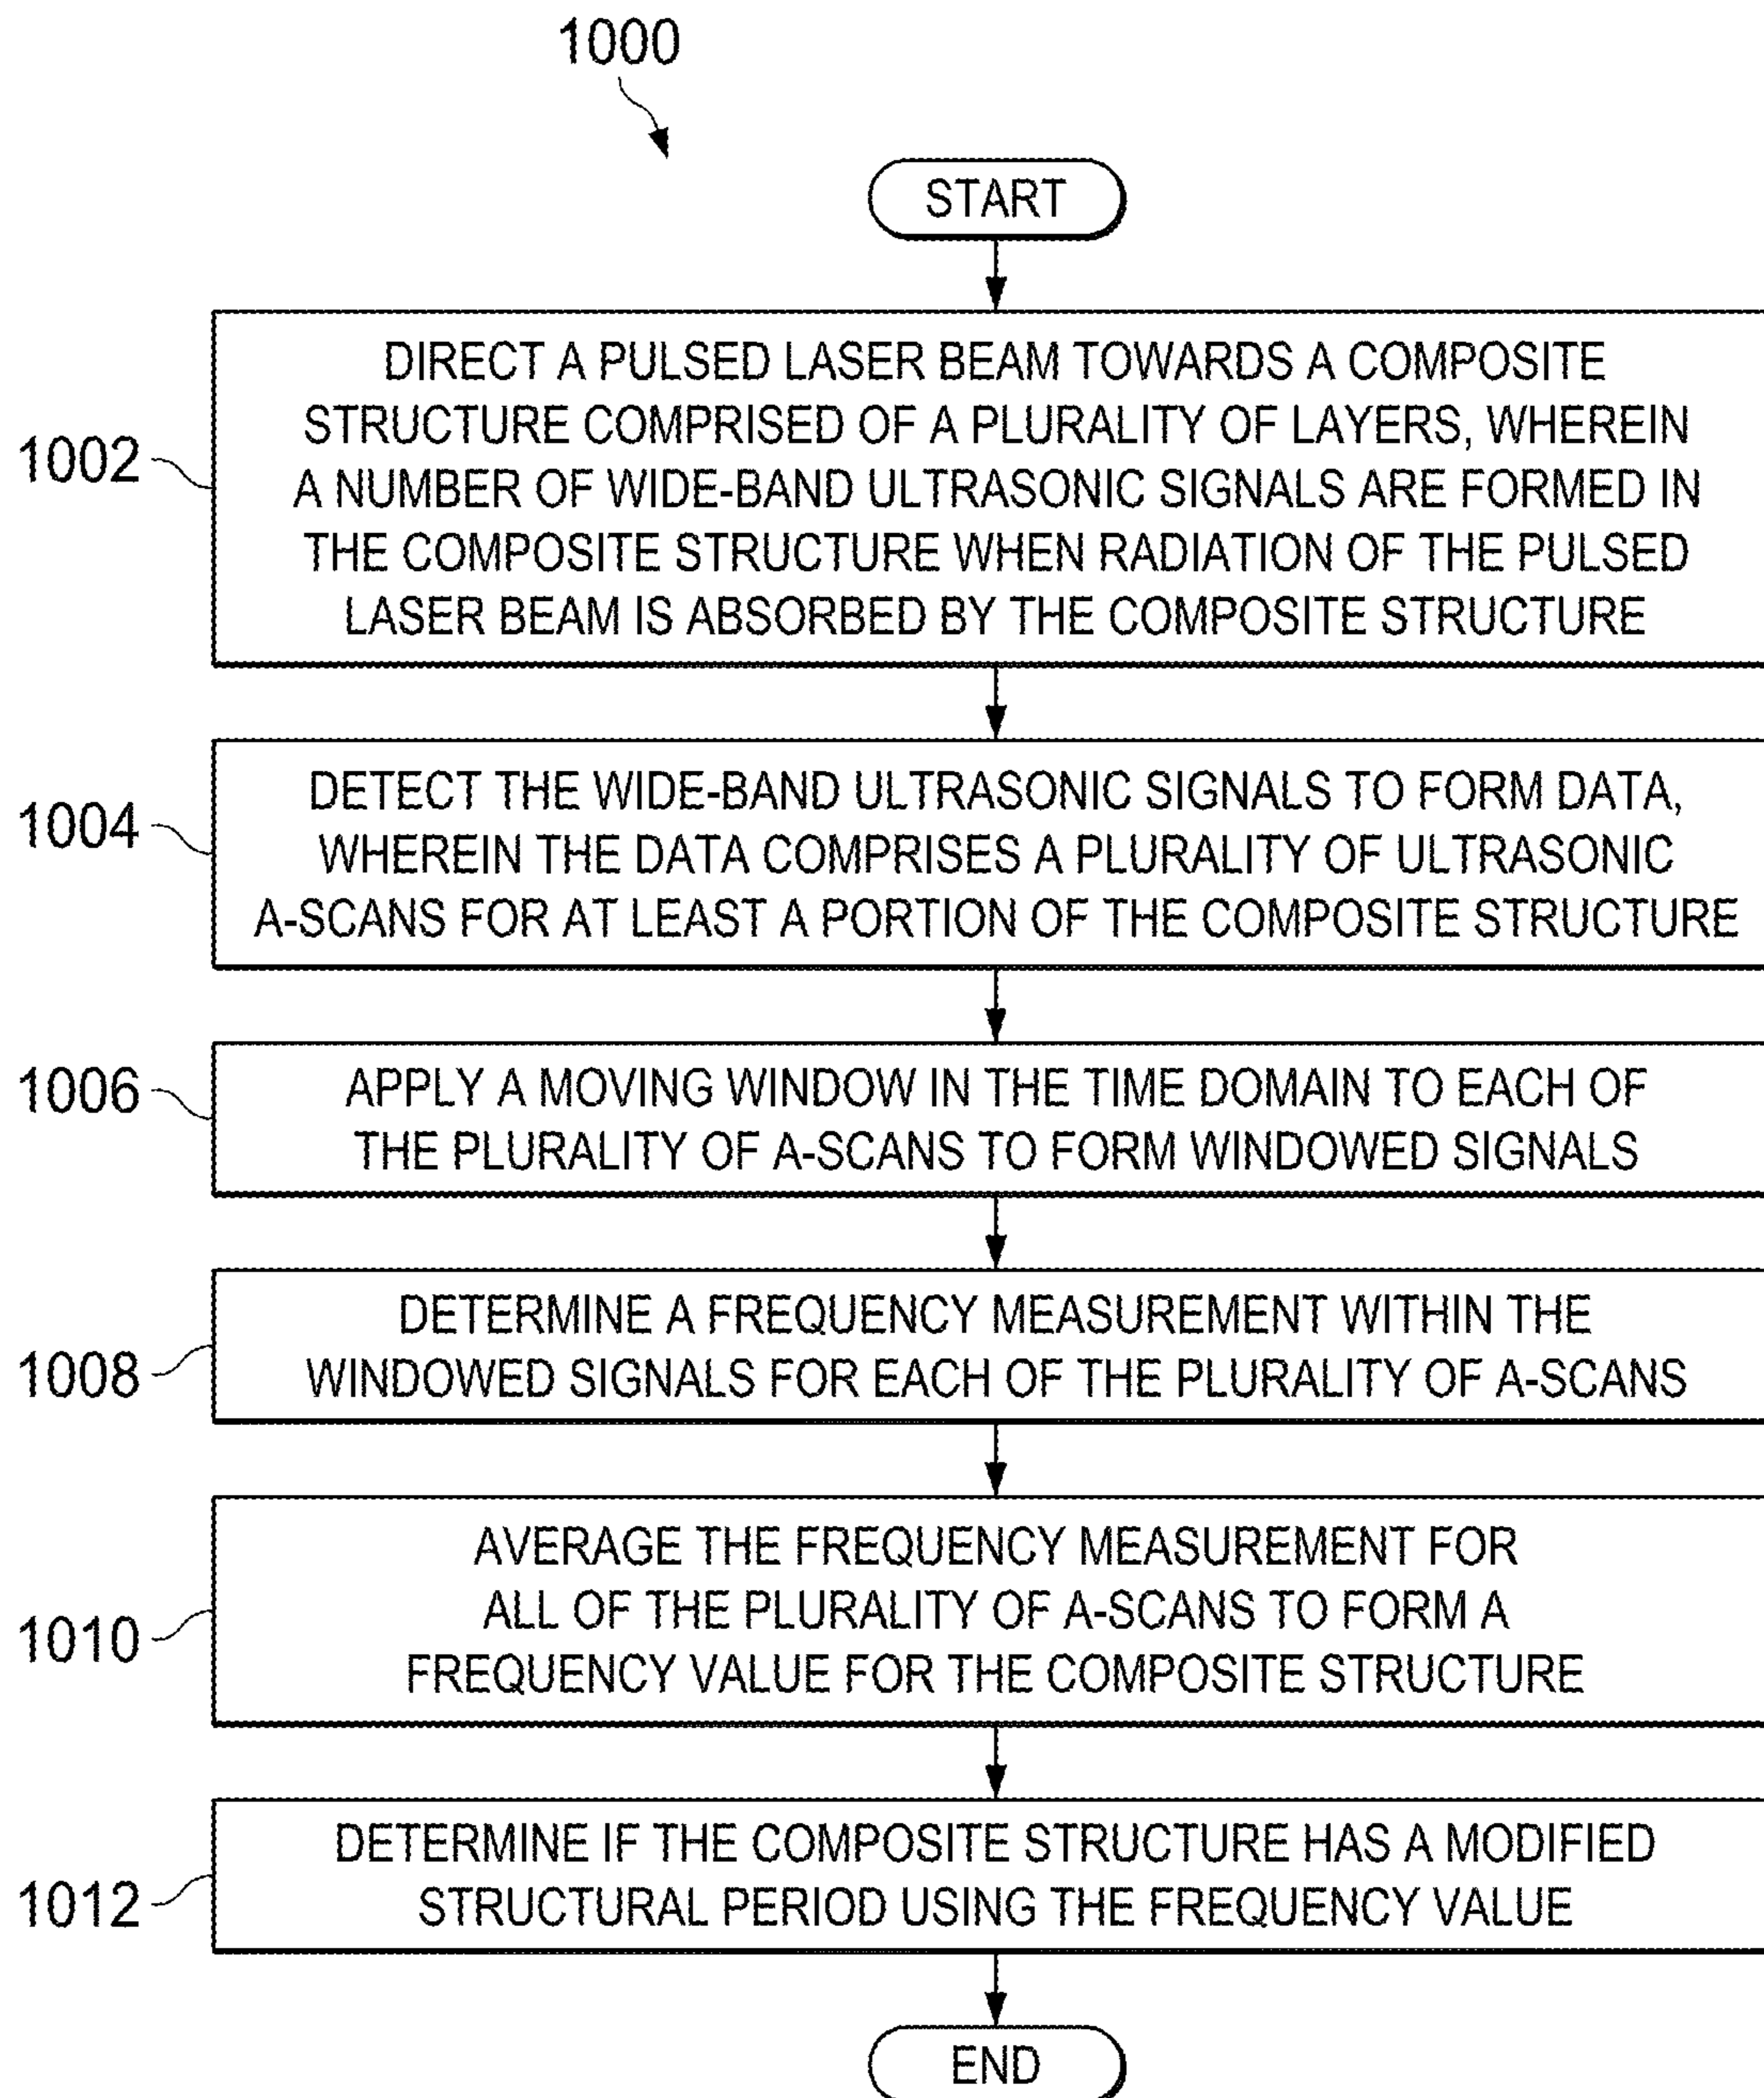 1000
START
1002
DIRECT A PULSED LASER BEAM TOWARDS A COMPOSITE
STRUCTURE COMPRISED OF A PLURALITY OF LAYERS, WHEREIN
A NUMBER OF WIDE-BAND ULTRASONIC SIGNALS ARE FORMED IN
THE COMPOSITE STRUCTURE WHEN RADIATION OF THE PULSED
LASER BEAM IS ABSORBED BY THE COMPOSITE STRUCTURE
1004
DETECT THE WIDE-BAND ULTRASONIC SIGNALS TO FORM DATA,
WHEREIN THE DATA COMPRISES A PLURALITY OF ULTRASONIC
A-SCANS FOR AT LEAST A PORTION OF THE COMPOSITE STRUCTURE
1006
APPLY A MOVING WINDOW IN THE TIME DOMAIN TO EACH OF
THE PLURALITY OF A-SCANS TO FORM WINDOWED SIGNALS
1008
DETERMINE A FREQUENCY MEASUREMENT WITHIN THE
WINDOWED SIGNALS FOR EACH OF THE PLURALITY OF A-SCANS
1010
AVERAGE THE FREQUENCY MEASUREMENT FOR
ALL OF THE PLURALITY OF A-SCANS TO FORM A
FREQUENCY VALUE FOR THE COMPOSITE STRUCTURE
1012
DETERMINE IF THE COMPOSITE STRUCTURE HAS A MODIFIED
STRUCTURAL PERIOD USING THE FREQUENCY VALUE
END